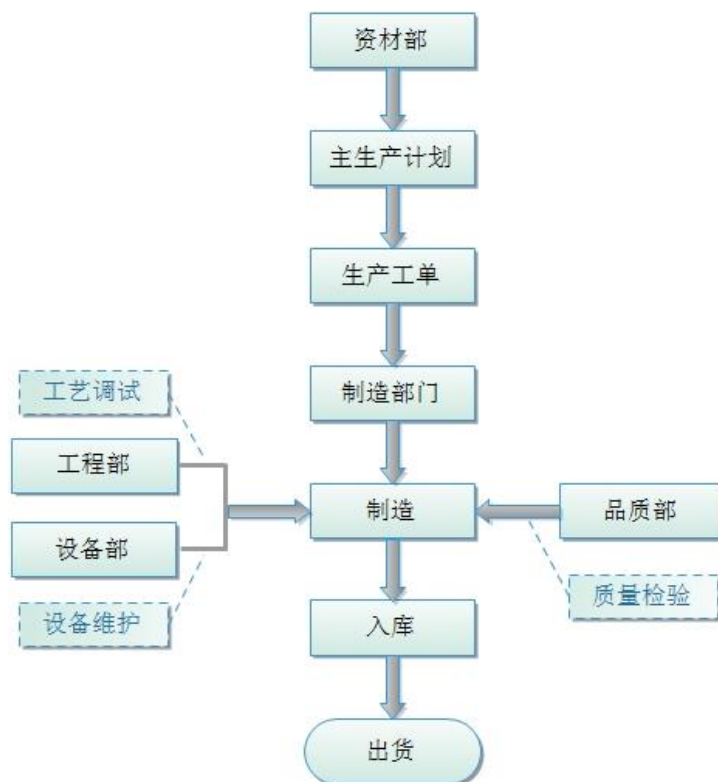 资材部
主生产计划
生产工单
制造部门
工艺调试
工程部
制造
品质部
设备部
质量检验
设备维护
入库
出货